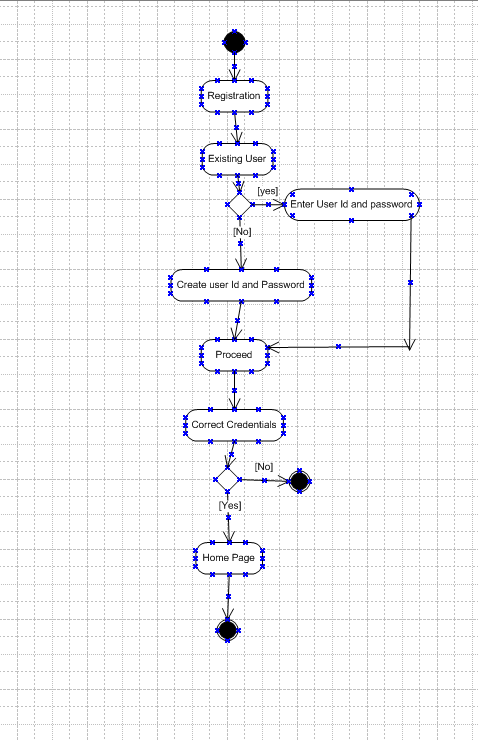 Registration
Existing User
[yes]
Enter User Id and password
[No]
Create user Id and Password
Proceed
Correct Credentials
[No]
[Yes]
Home Page